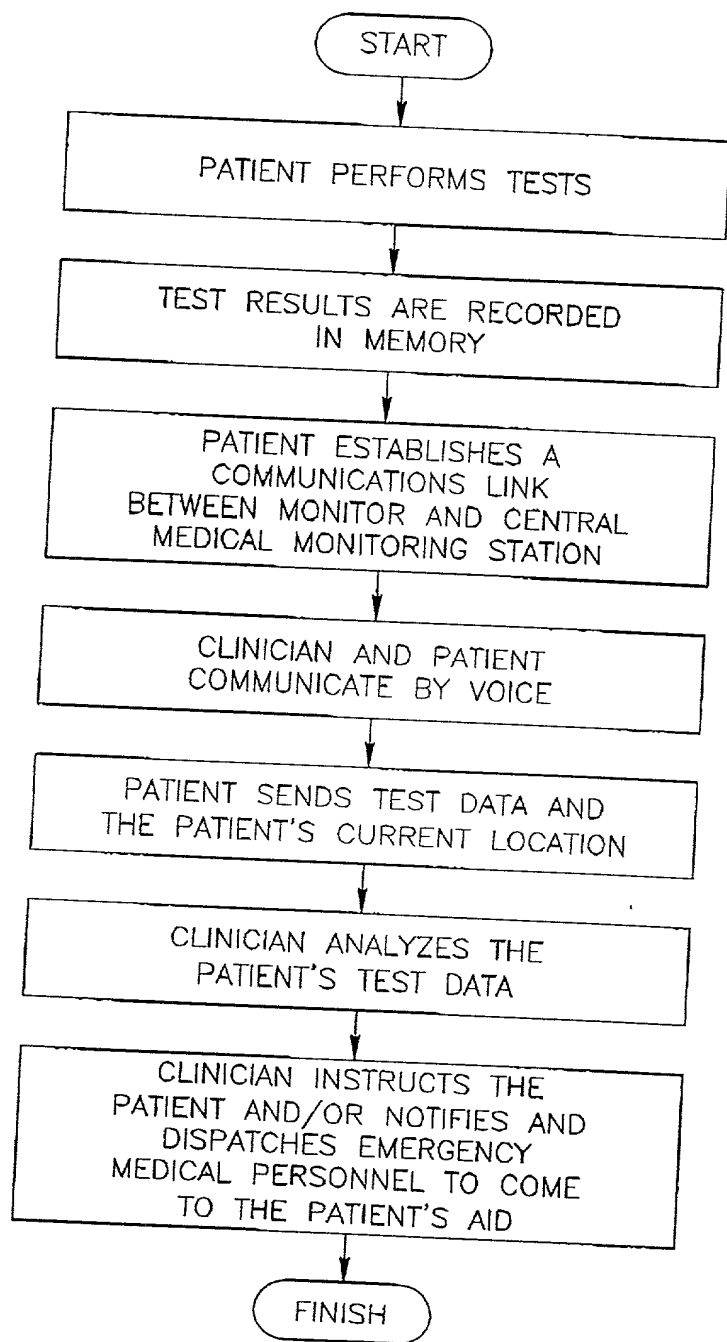 START
PATIENT PERFORMS TESTS
TEST RESULTS ARE RECORDED
IN MEMORY
PATIENT ESTABLISHES A
COMMUNICATIONS LINK
BETWEEN MONITOR AND CENTRAL
MEDICAL MONITORING STATION
CLINICIAN AND PATIENT
COMMUNICATE BY VOICE
PATIENT SENDS TEST DATA AND
THE PATIENT'S CURRENT LOCATION
CLINICIAN ANALYZES THE
PATIENT'S TEST DATA
CLINICIAN INSTRUCTS THE
PATIENT AND/OR NOTIFIES AND
DISPATCHES EMERGENCY
MEDICAL PERSONNEL TO COME
TO THE PATIENT'S AID
FINISH